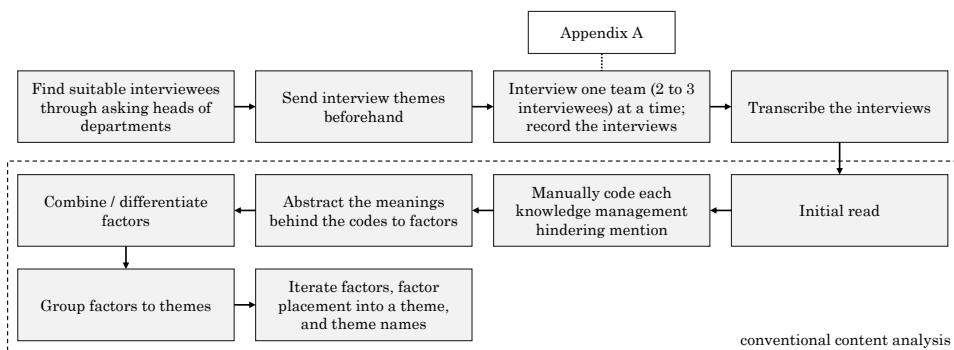 Appendix A
Find suitable interviewees
through asking heads of
departments
Send interview themes
beforehand
Interview one team (2 to 3
interviewees) at a time;
record the interviews
Transcribe the interviews
Initial read
Manually code each
knowledge management
hindering mention
Abstract the meanings
behind the codes to factors
Combine / differentiate
factors
Group factors to themes
Iterate factors, factor
placement into a theme,
and theme names
conventional content analysis